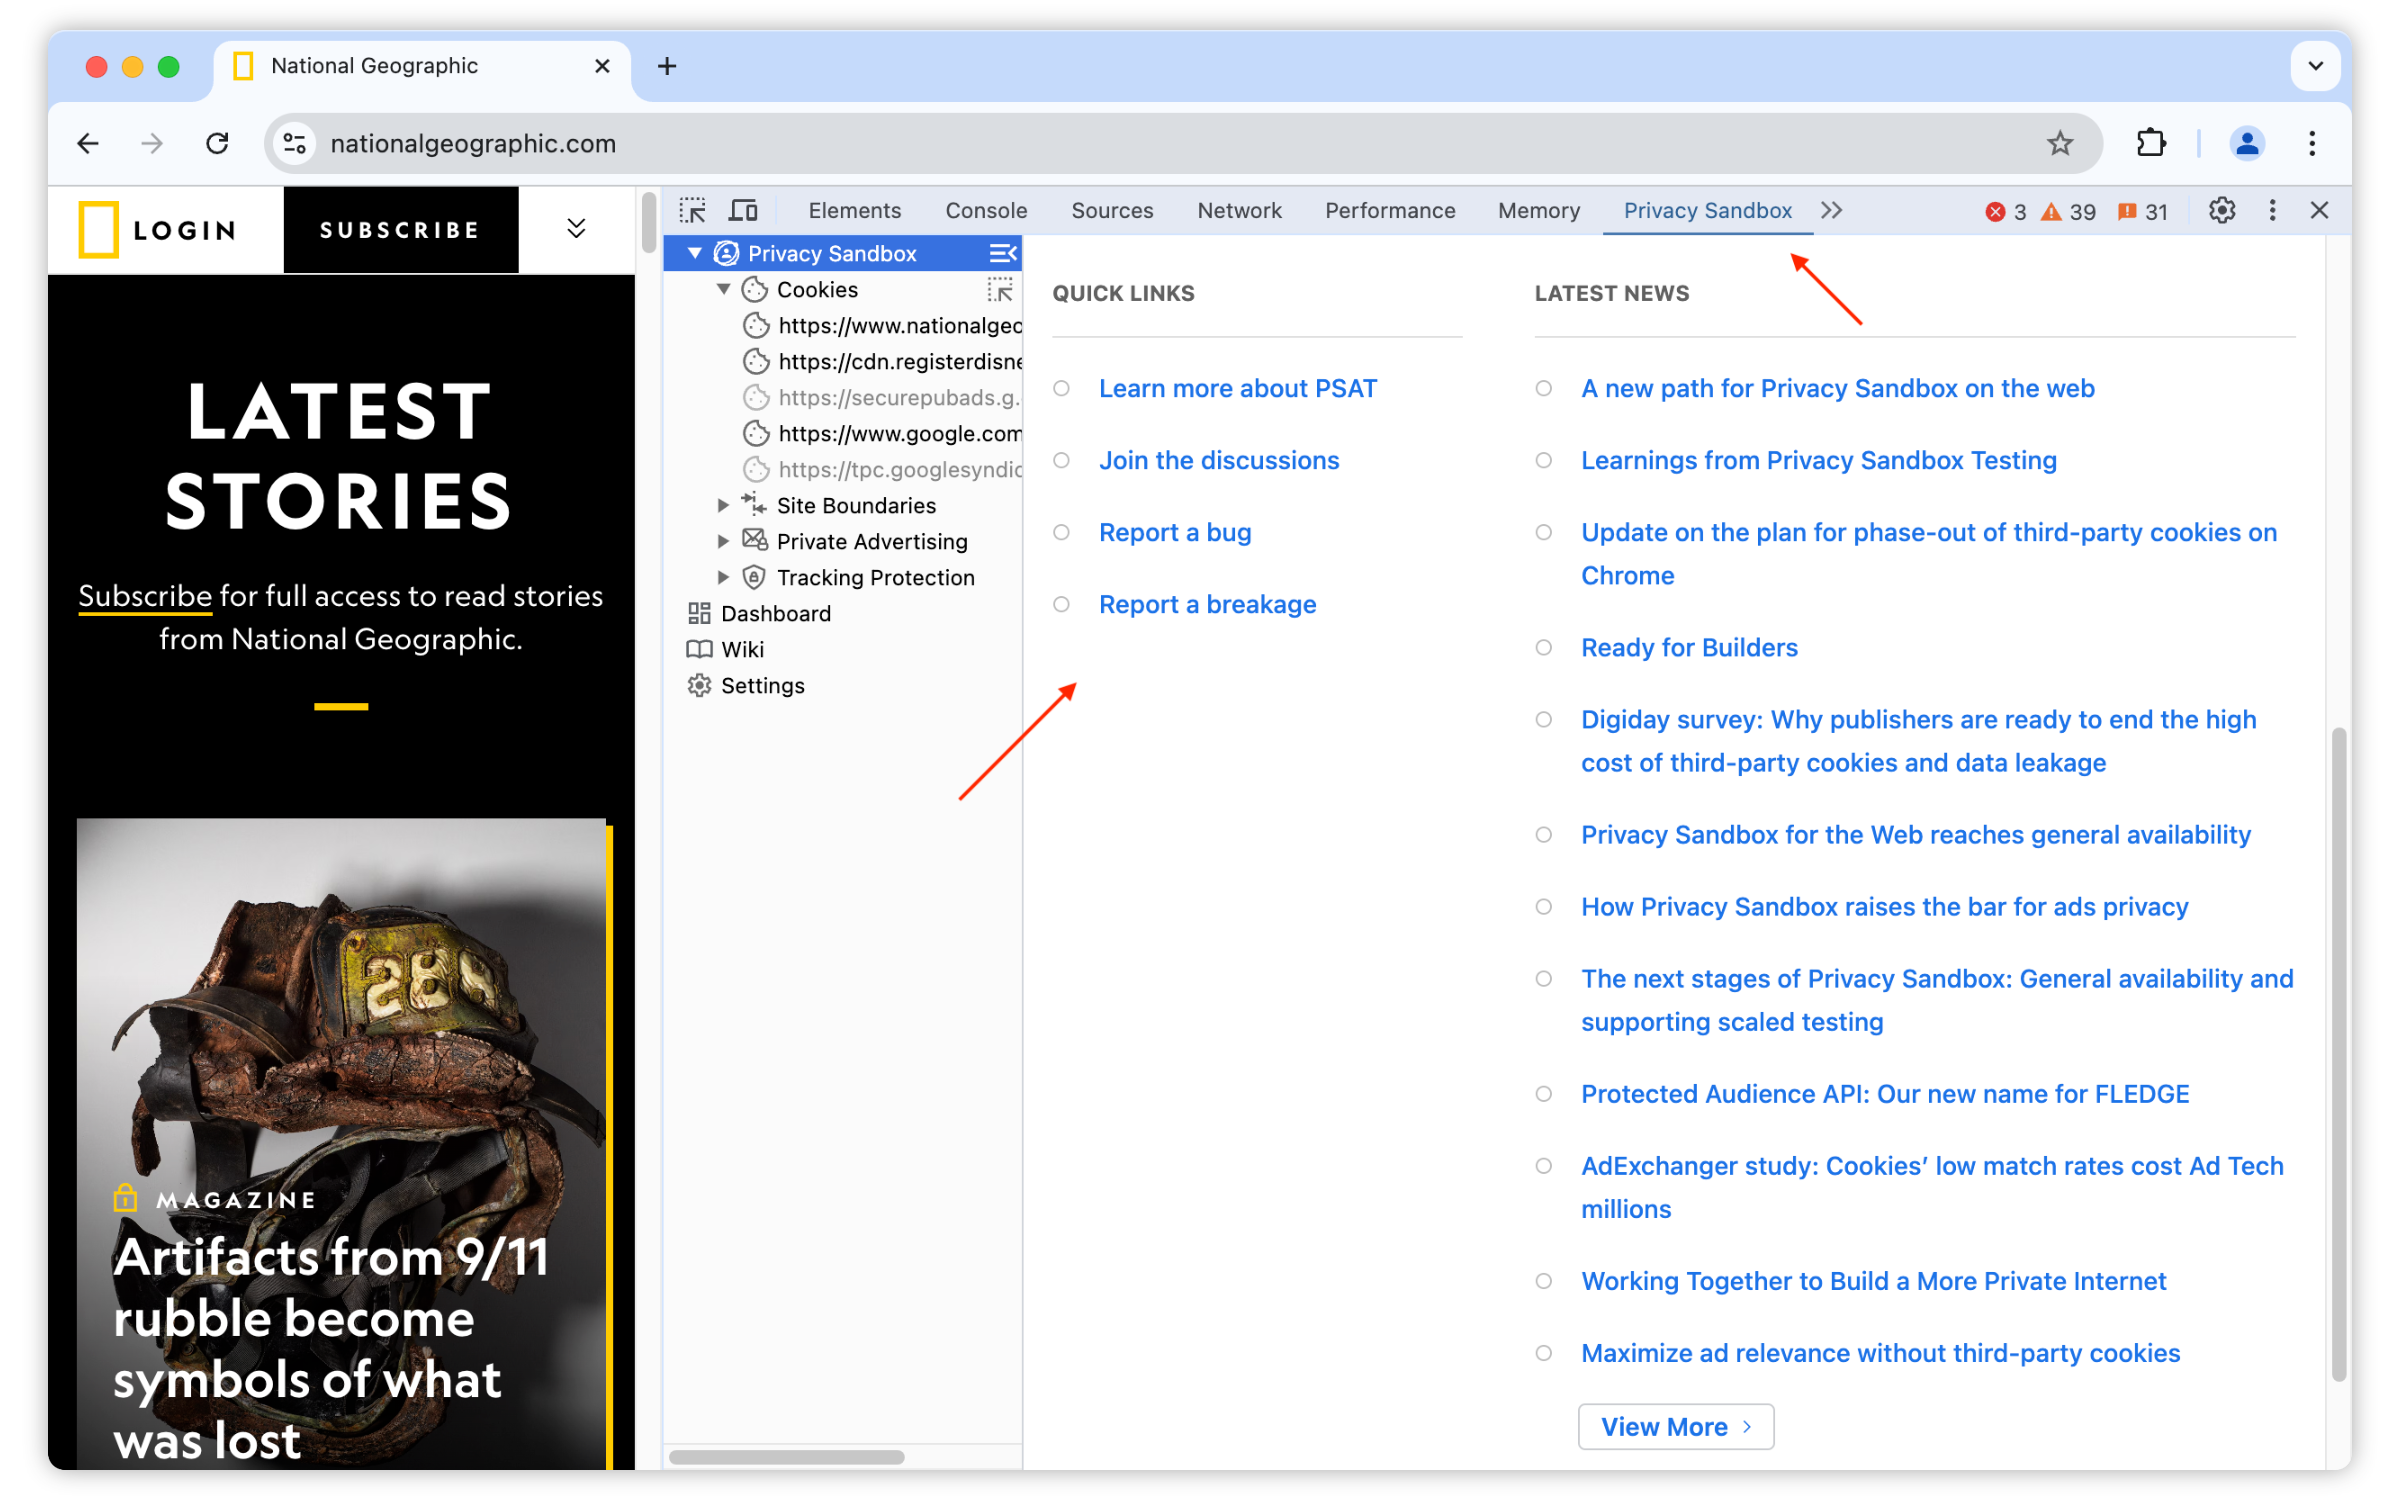 National Geographic
nationalgeographic.com
LOGIN
SUBSCRIBE
LATEST
STORIES
Subscribe for full access to read stories
from National Geographic.
288
MAGAZINE
Artifacts from 9/11
rubble become
symbols of what
was lost
Elements
Console
Sources
Network
Performance
Memory
Privacy Sandbox
3
39
31
Privacy Sandbox
Cookies
https://www.nationalgeo
https://cdn.registerdisne
https://securepubads.g.
https://www.google.com
https://tpc.googlesyndic
Site Boundaries
Private Advertising
Tracking Protection
Dashboard
Wiki
Settings
QUICK LINKS
Learn more about PSAT
Join the discussions
Report a bug
Report a breakage
LATEST NEWS
A new path for Privacy Sandbox on the web
Learnings from Privacy Sandbox Testing
Update on the plan for phase-out of third-party cookies on
Chrome
Ready for Builders
Digiday survey: Why publishers are ready to end the high
cost of third-party cookies and data leakage
Privacy Sandbox for the Web reaches general availability
How Privacy Sandbox raises the bar for ads privacy
The next stages of Privacy Sandbox: General availability and
supporting scaled testing
Protected Audience API: Our new name for FLEDGE
AdExchanger study: Cookies’ low match rates cost Ad Tech
millions
Working Together to Build a More Private Internet
Maximize ad relevance without third-party cookies
View More